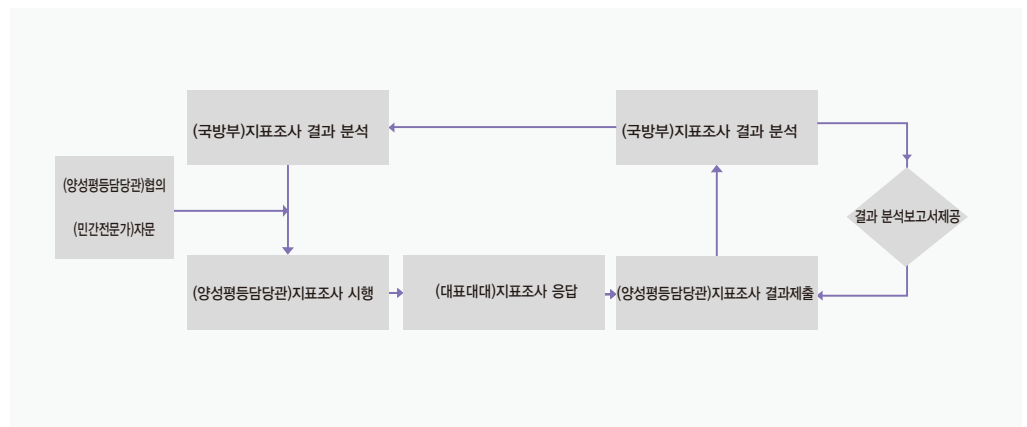 (국방부)지표조사 결과 분석
(국방부)지표조사 결과 분석
(양성평등담당관)협의
(민간전문가)자문
결과 분석보고서제공
(양성평등담당관)지표조사 시행
(대표대대)지표조사 응답
(양성평등담당관)지표조사 결과제출